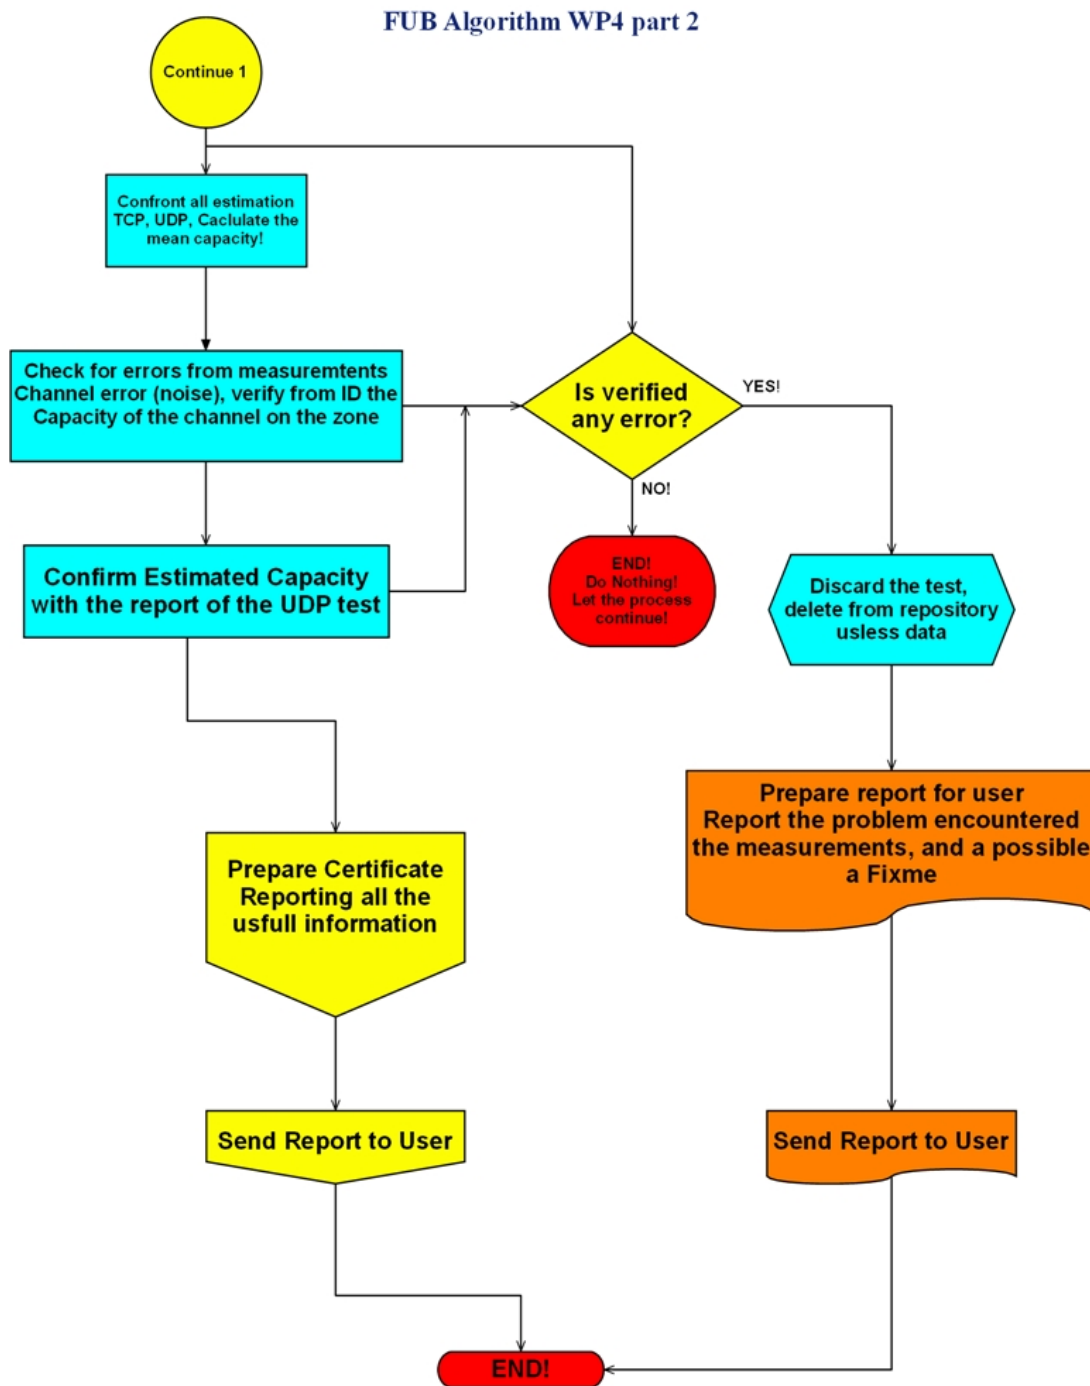 FUB Algorithm WP4 part 2
Continue 1
Confront all estimation
TCP, UDP, Caclulate the
mean capacity!
Check for errors from measuremtents
Channel error (noise), verify from ID the
Capacity of the channel on the zone
Is verified
any error?
YES!
NO!
Confirm Estimated Capacity
with the report of the UDP test
END!
Do Nothing!
Let the process
continue!
Discard the test,
delete from repository
usless data
Prepare report for user
Report the problem encountered
the measurements, and a possible
a Fixme
Prepare Certificate
Reporting all the
usfull information
Send Report to User
Send Report to User
END!